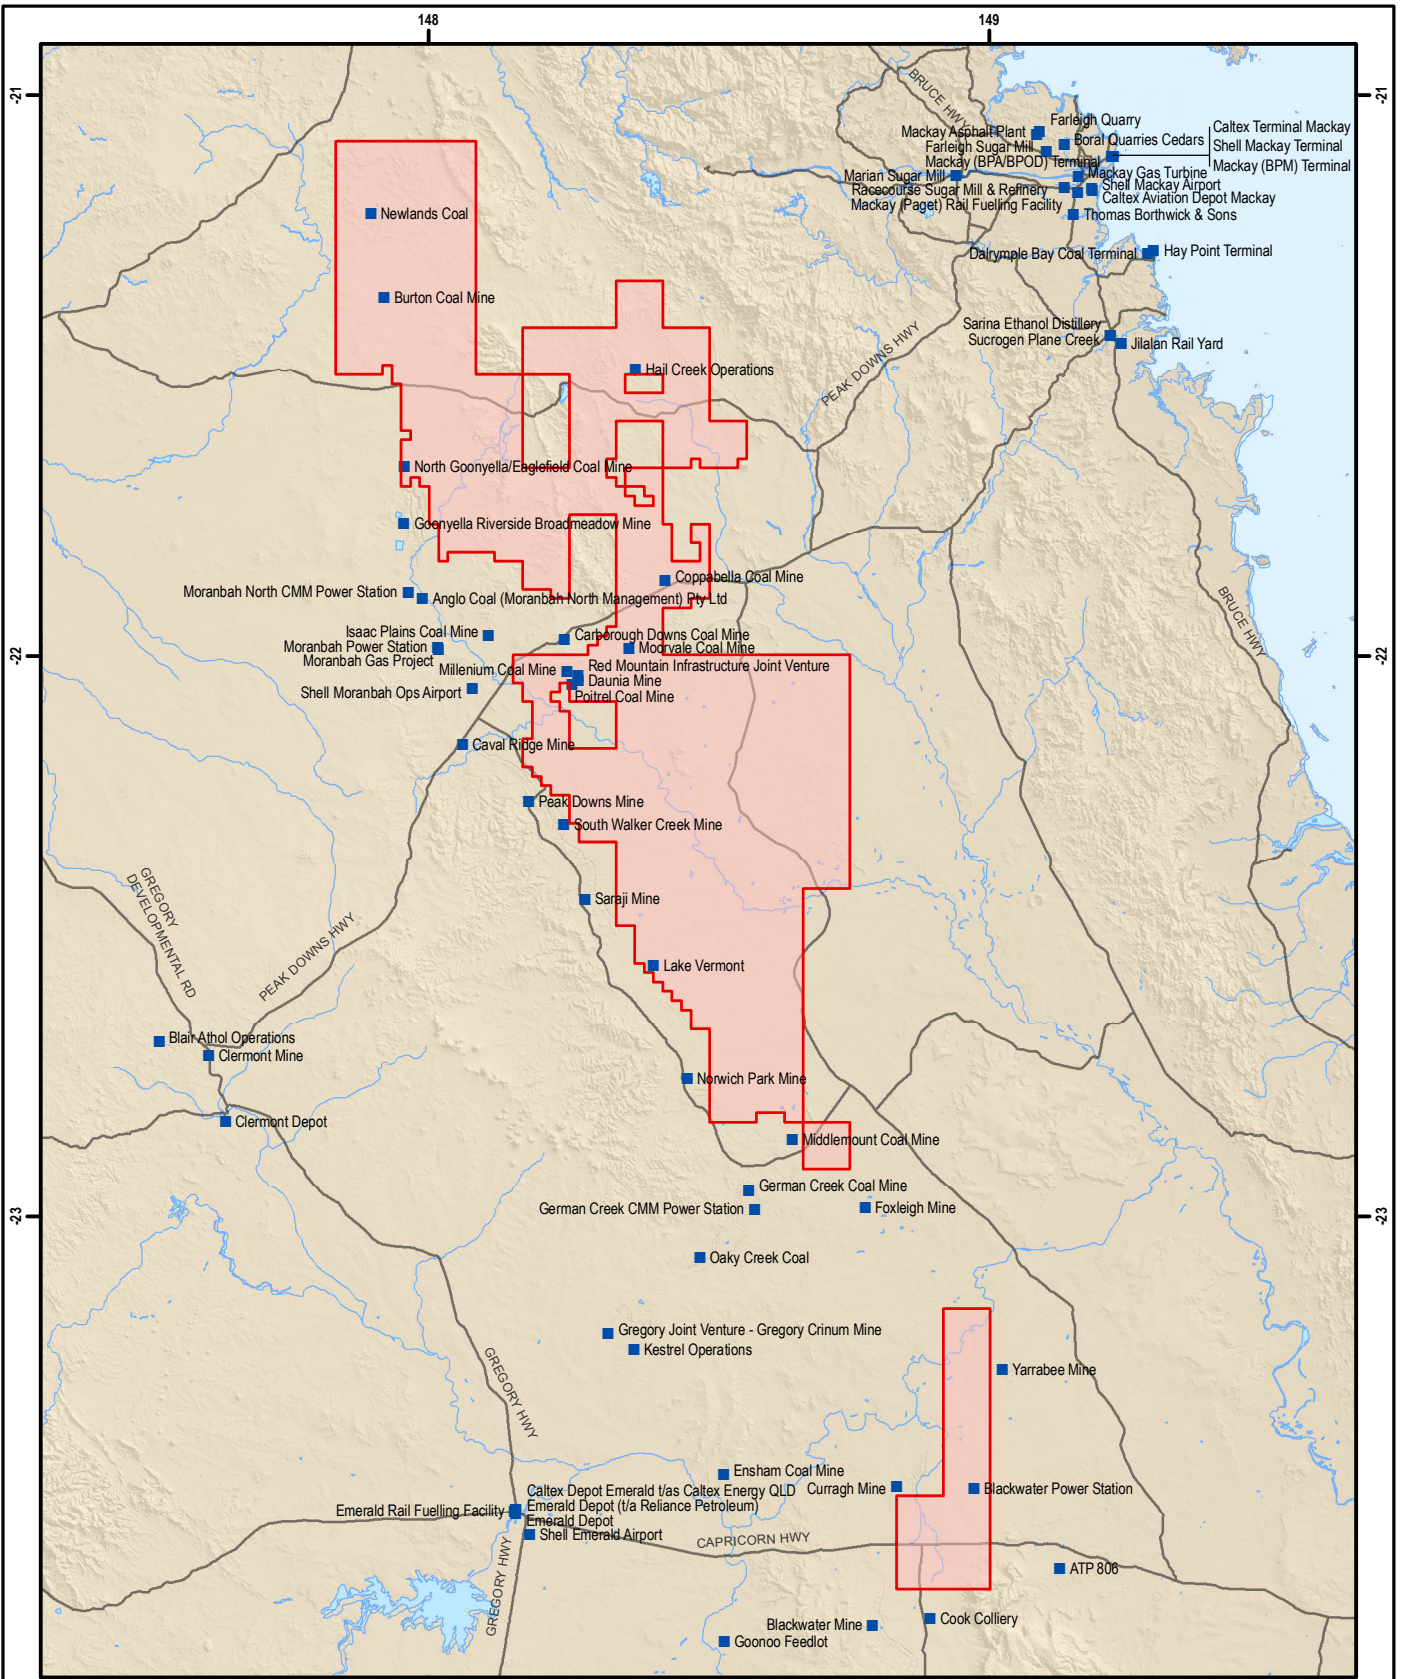 148
149
-21
-21
BRUCE HWY
Farleigh Quarry
Caltex Terminal Mackay
Mackay Asphalt Plant
Boral Quarries Cedars
Shell Mackay Terminal
Farleigh Sugar Mill
Mackay (BPA/BPOD) Terminal
Mackay (BPM) Terminal
Marian Sugar Mill
Mackay Gas Turbine
Racecourse Sugar Mill & Refinery
Shell Mackay Airport
Caltex Aviation Depot Mackay
Mackay (Paget) Rail Fuelling Facility
Thomas Borthwick & Sons
Newlands Coal
Dalrymple Bay Coal Terminal
Hay Point Terminal
Burton Coal Mine
Sarina Ethanol Distillery
Sucrogen Plane Creek
Jilalan Rail Yard
PEAK DOWNS HWY
Hail Creek Operations
North Goonyella/Eaglefield Coal Mine
Goonyella Riverside Broadmeadow Mine
Coppabella Coal Mine
Moranbah North CMM Power Station
Anglo Coal (Moranbah North Management) Pty Ltd
BRUCE HWY
Isaac Plains Coal Mine
Carborough Downs Coal Mine
Moranbah Power Station
Moorvale Coal Mine
-22
-22
Moranbah Gas Project
Millenium Coal Mine
Red Mountain Infrastructure Joint Venture
Daunia Mine
Shell Moranbah Ops Airport
Poitrel Coal Mine
Caval Ridge Mine
Peak Downs Mine
South Walker Creek Mine
GREGORY
DEVELOPMENTAL RD
Saraji Mine
PEAK DOWNS HWY
Lake Vermont
Blair Athol Operations
Clermont Mine
Norwich Park Mine
Clermont Depot
Middlemount Coal Mine
German Creek Coal Mine
German Creek CMM Power Station
Foxleigh Mine
-23
-23
Oaky Creek Coal
Gregory Joint Venture - Gregory Crinum Mine
Kestrel Operations
GREGORY HWY
Yarrabee Mine
Ensham Coal Mine
Caltex Depot Emerald t/as Caltex Energy QLD
Curragh Mine
Blackwater Power Station
Emerald Rail Fuelling Facility
Emerald Depot (t/a Reliance Petroleum)
Emerald Depot
Shell Emerald Airport
CAPRICORN HWY
GREGORY HWY
ATP 806
Cook Colliery
Blackwater Mine
Goonoo Feedlot